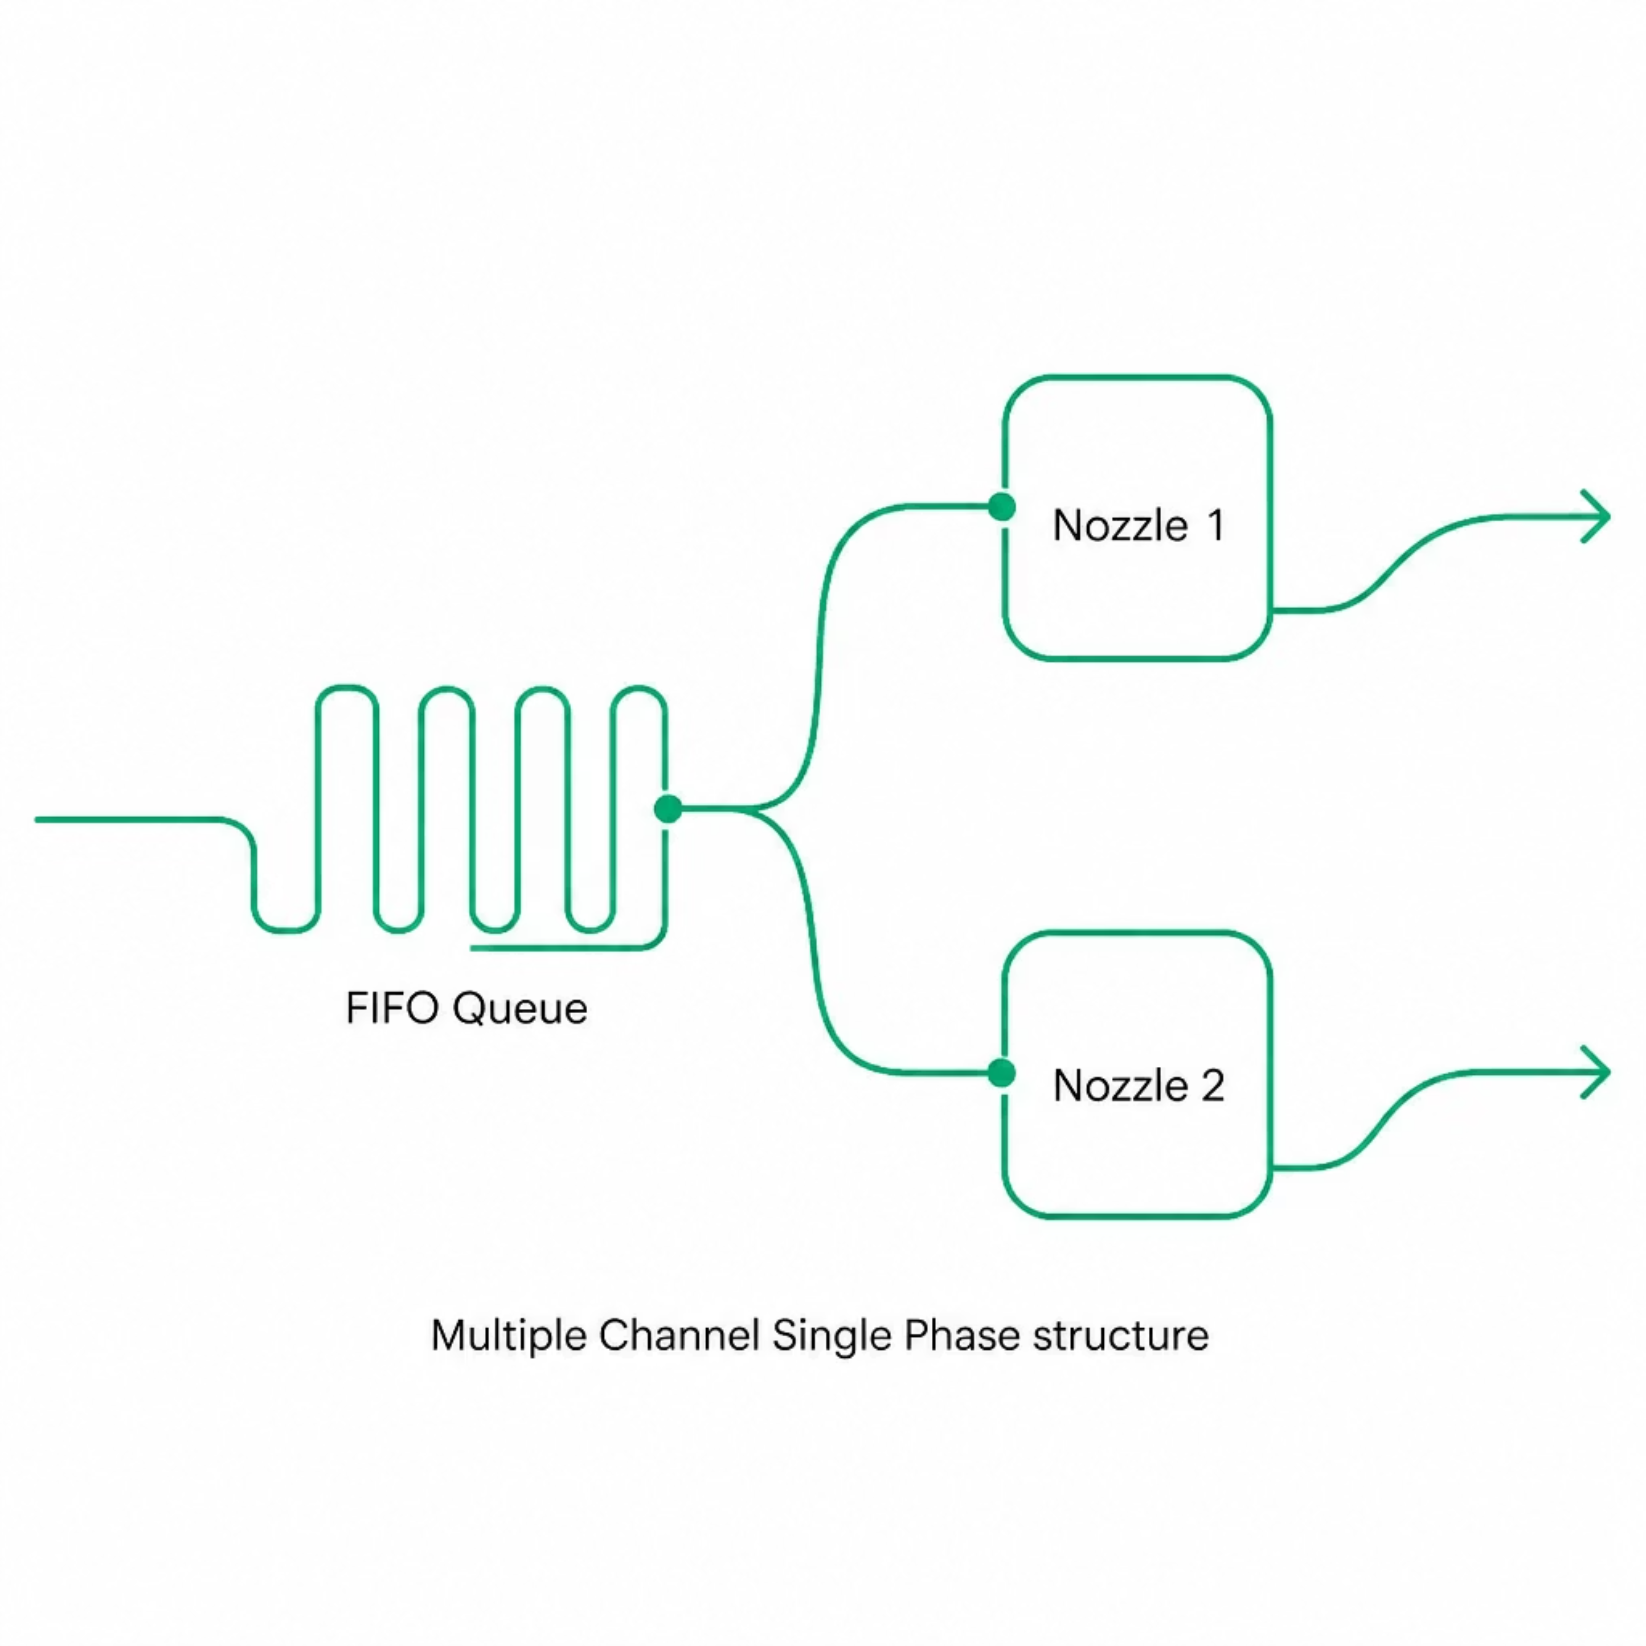 Nozzle 1
FIFO Queue
Nozzle 2
Multiple Channel Single Phase structure